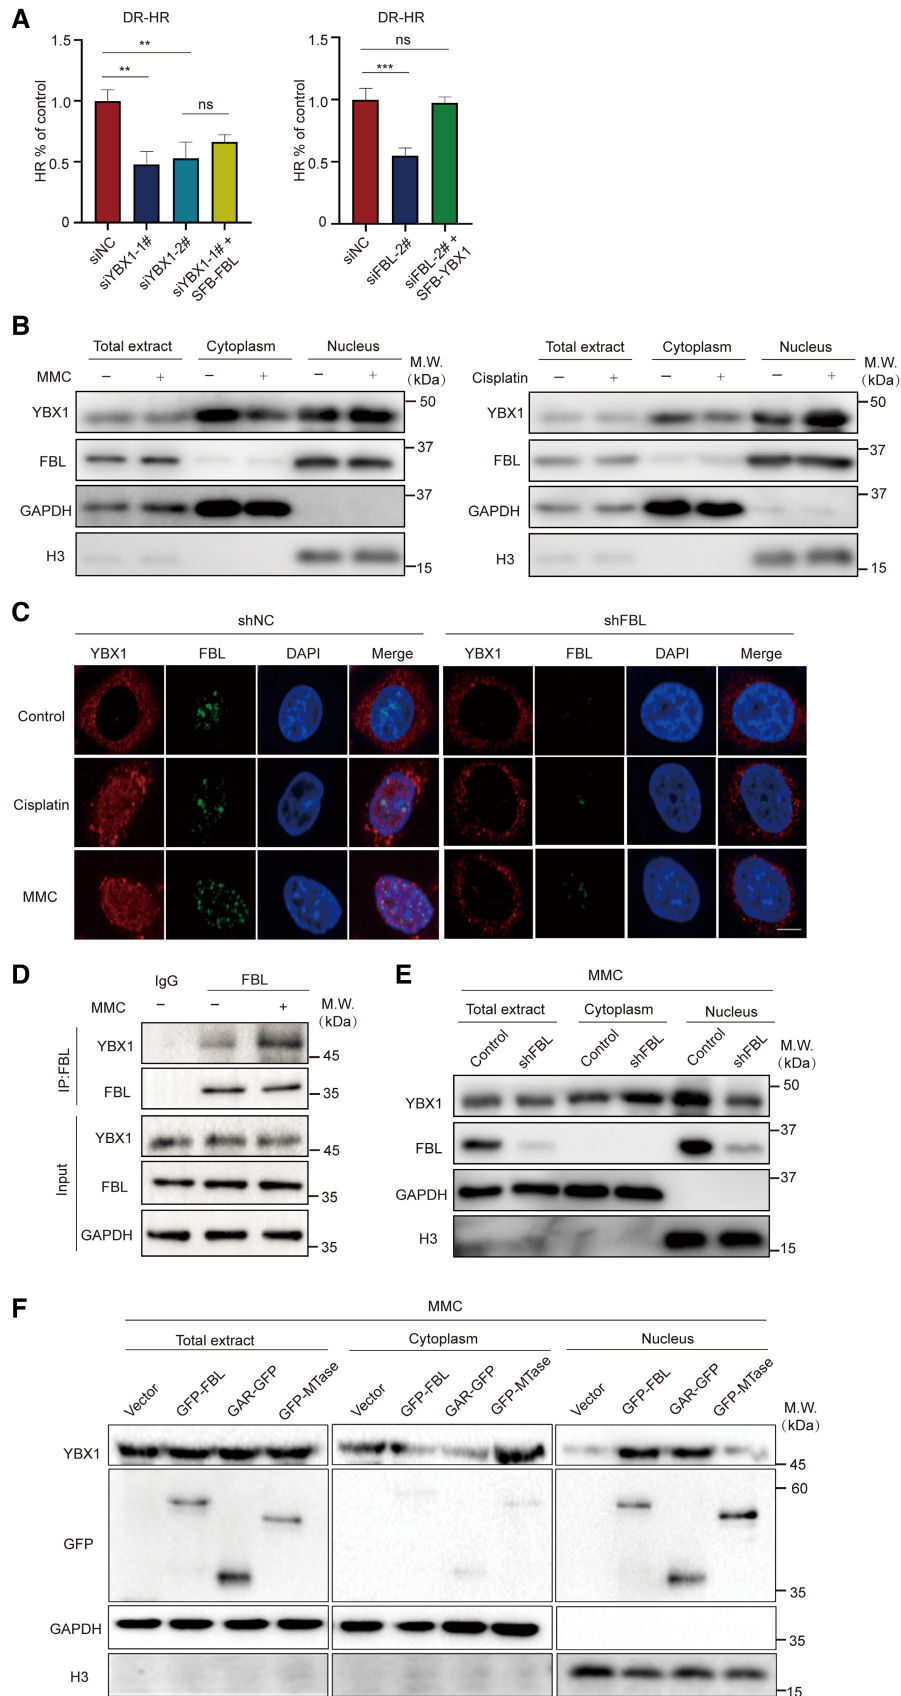 A
DR-HR
HR % of control
1.5
1.0
0.5
0
**
**
ns
siNC
siYBX1-1#
siYBX1-2#
siYBX1-1# +
SFB-FBL
DR-HR
HR % of control
1.5
1.0
0.5
0
ns
***
siNC
siFBL-2#
siFBL-2# +
SFB-YBX1
B
Total extract Cytoplasm Nucleus
M.W.
(kDa)
MMC − + − + − +
YBX1 50
FBL 37
GAPDH 37
H3 15
Total extract Cytoplasm Nucleus
M.W.
(kDa)
Cisplatin − + − + − +
YBX1 50
FBL 37
GAPDH 37
H3 15
C
shNC shFBL
YBX1 FBL DAPI Merge YBX1 FBL DAPI Merge
Control
Cisplatin
MMC
D
IgG FBL
MMC − − + M.W.
(kDa)
IP:FBL
YBX1 45
FBL 35
Input
YBX1 45
FBL 35
GAPDH 35
E
MMC
Total extract Cytoplasm Nucleus
Control shFBL Control shFBL Control shFBL
M.W.
(kDa)
YBX1 50
FBL 37
GAPDH 37
H3 15
F
MMC
Total extract Cytoplasm Nucleus
Vector GFP-FBL GAR-GFP GFP-MTase Vector GFP-FBL GAR-GFP GFP-MTase Vector GFP-FBL GAR-GFP GFP-MTase
M.W.
(kDa)
YBX1 45
60
GFP
35
GAPDH 35
H3 15